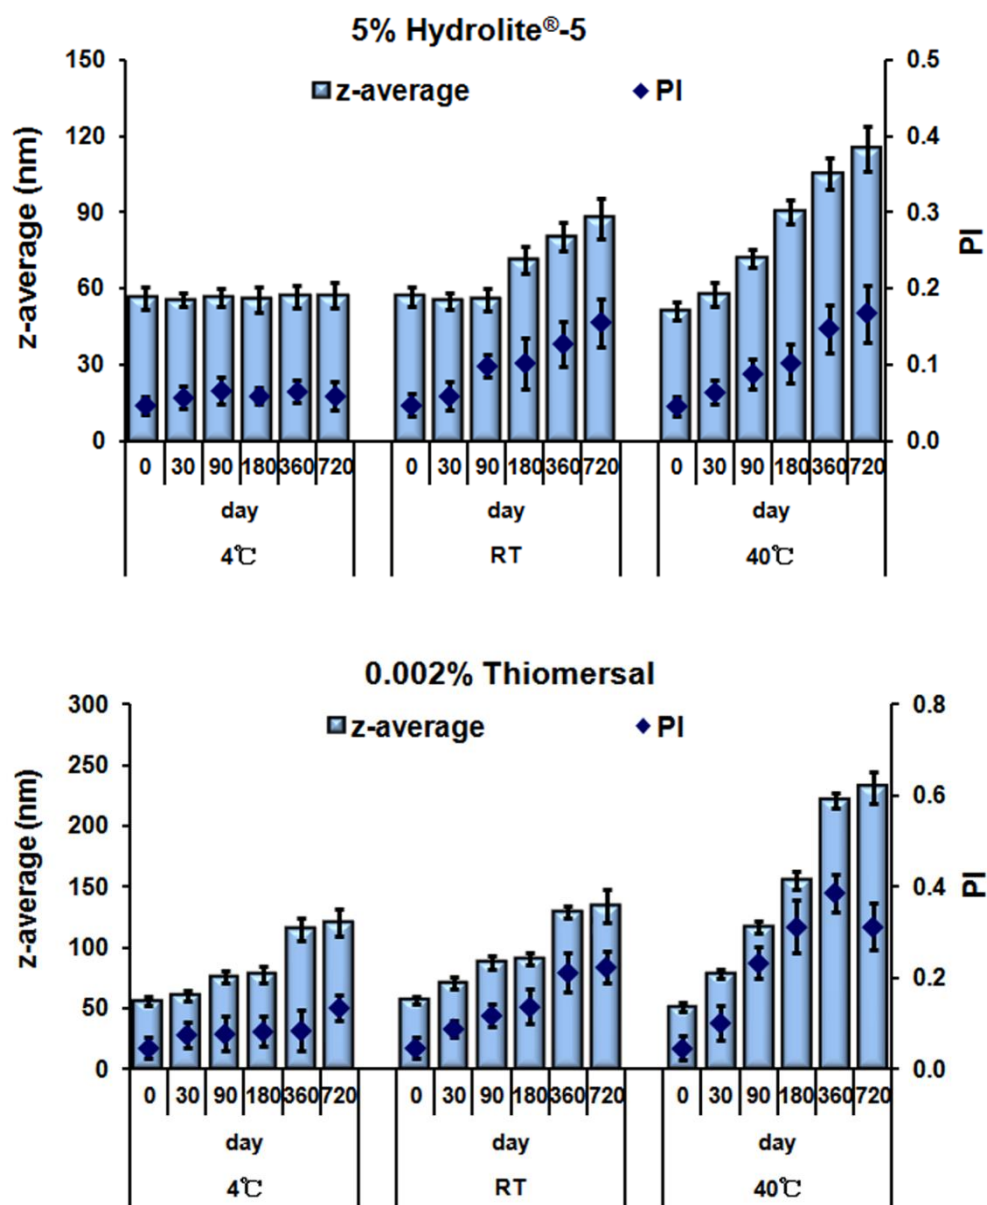 5% Hydrolite®-5
z-average
PI
150
120
90
60
30
0
z-average (nm)
0.5
0.4
0.3
0.2
0.1
0.0
PI
0 30 90 180 360 720 0 30 90 180 360 720 0 30 90 180 360 720
day day day
4℃ RT 40℃
0.002% Thiomersal
z-average
PI
300
250
200
150
100
50
0
z-average (nm)
0.8
0.6
0.4
0.2
0.0
PI
0 30 90 180 360 720 0 30 90 180 360 720 0 30 90 180 360 720
day day day
4℃ RT 40℃